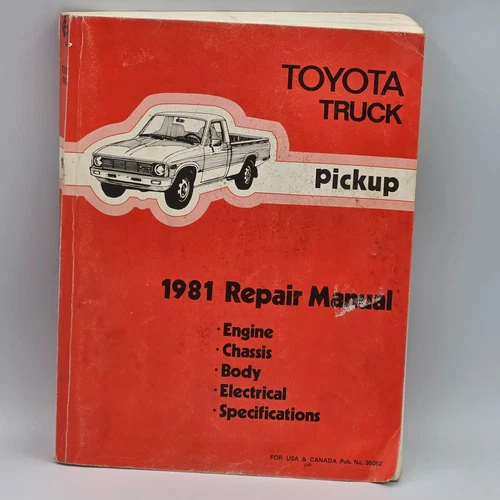 TOYOTA
TRUCK
pickup
1981 Repair Manual
·Engine
·Chassis
·Body
·Electrical
·Specifications
FOR USA & CANADA Pub. No. 36052